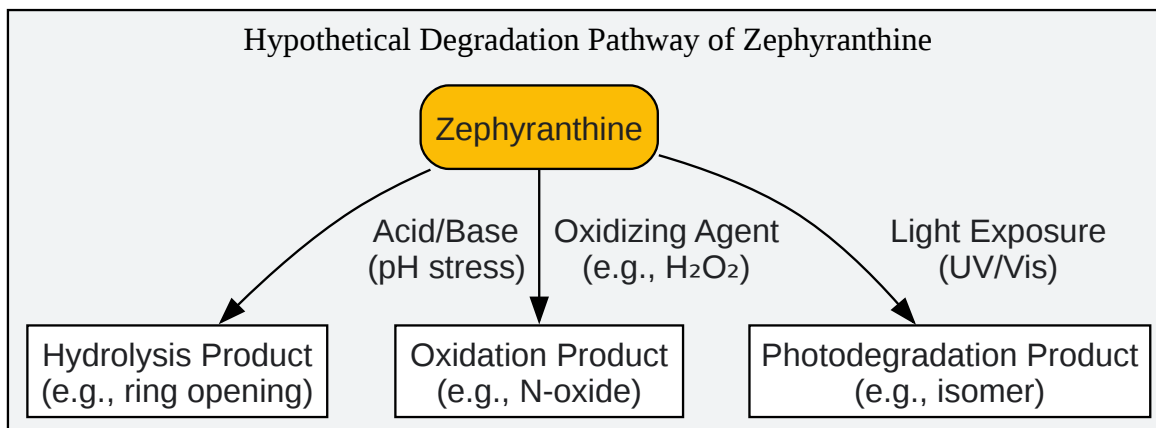 Hypothetical Degradation Pathway of Zephyranthine
Zephyranthine
Acid/Base
(pH stress)
Oxidizing Agent
(e.g., H₂O₂)
Light Exposure
(UV/Vis)
Hydrolysis Product
(e.g., ring opening)
Oxidation Product
(e.g., N-oxide)
Photodegradation Product
(e.g., isomer)